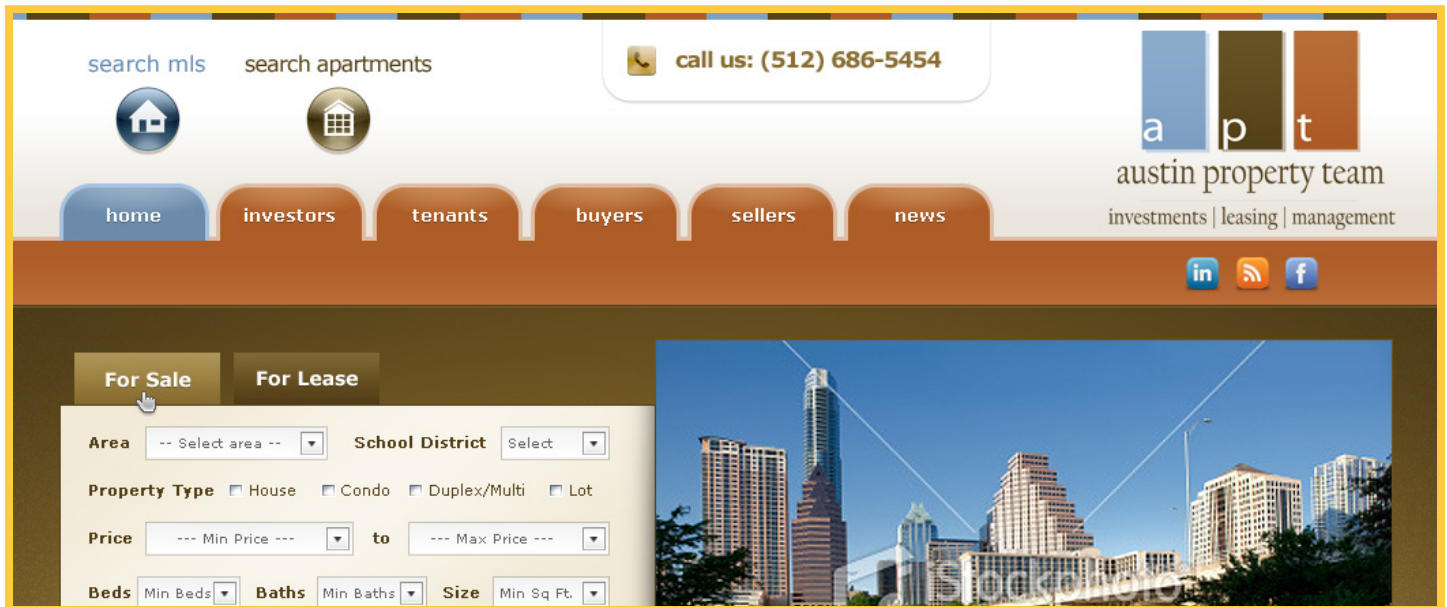 search mls
search apartments
call us: (512) 686-5454
a p t
austin property team
investments | leasing | management
home
investors
tenants
buyers
sellers
news
in
f
For Sale
For Lease
Area -- Select area -- School District Select
Property Type House Condo Duplex/Multi Lot
Price --- Min Price --- to --- Max Price ---
Beds Min Beds Baths Min Baths Size Min Sq Ft.
iStockphoto